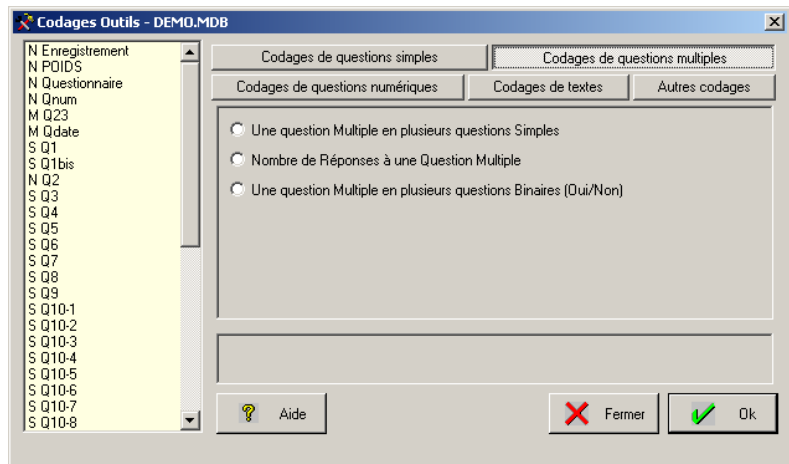 Codages Outils - DEMO.MDB
N Enregistrement
N POIDS
N Questionnaire
N Qnum
M Q23
M Qdate
S Q1
S Q1bis
N Q2
S Q3
S Q4
S Q5
S Q6
S Q7
S Q8
S Q9
S Q10-1
S Q10-2
S Q10-3
S Q10-4
S Q10-5
S Q10-6
S Q10-7
S Q10-8
Codages de questions simples
Codages de questions multiples
Codages de questions numériques
Codages de textes
Autres codages
Une question Multiple en plusieurs questions Simples
Nombre de Réponses à une Question Multiple
Une question Multiple en plusieurs questions Binaires (Oui/Non)
Aide
Fermer
Ok